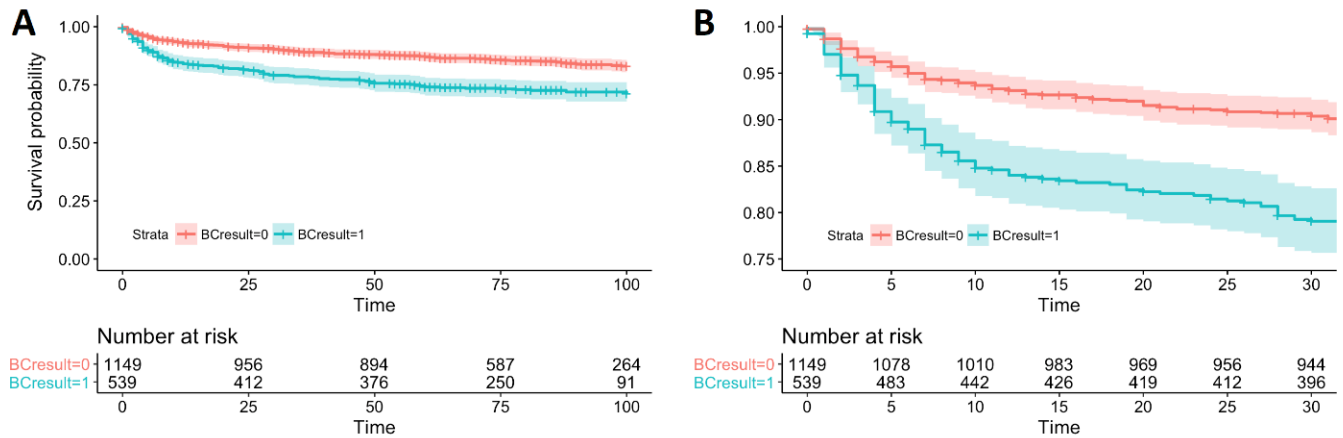 A
Survival probability
1.00
0.75
0.50
0.25
0.00
Strata BCresult=0 BCresult=1
0 25 50 75 100
Time
Number at risk
BCresult=0 1149 956 894 587 264
BCresult=1 539 412 376 250 91
0 25 50 75 100
Time
B
1.00
0.95
0.90
0.85
0.80
0.75
Strata BCresult=0 BCresult=1
0 5 10 15 20 25 30
Time
Number at risk
BCresult=0 1149 1078 1010 983 969 956 944
BCresult=1 539 483 442 426 419 412 396
0 5 10 15 20 25 30
Time